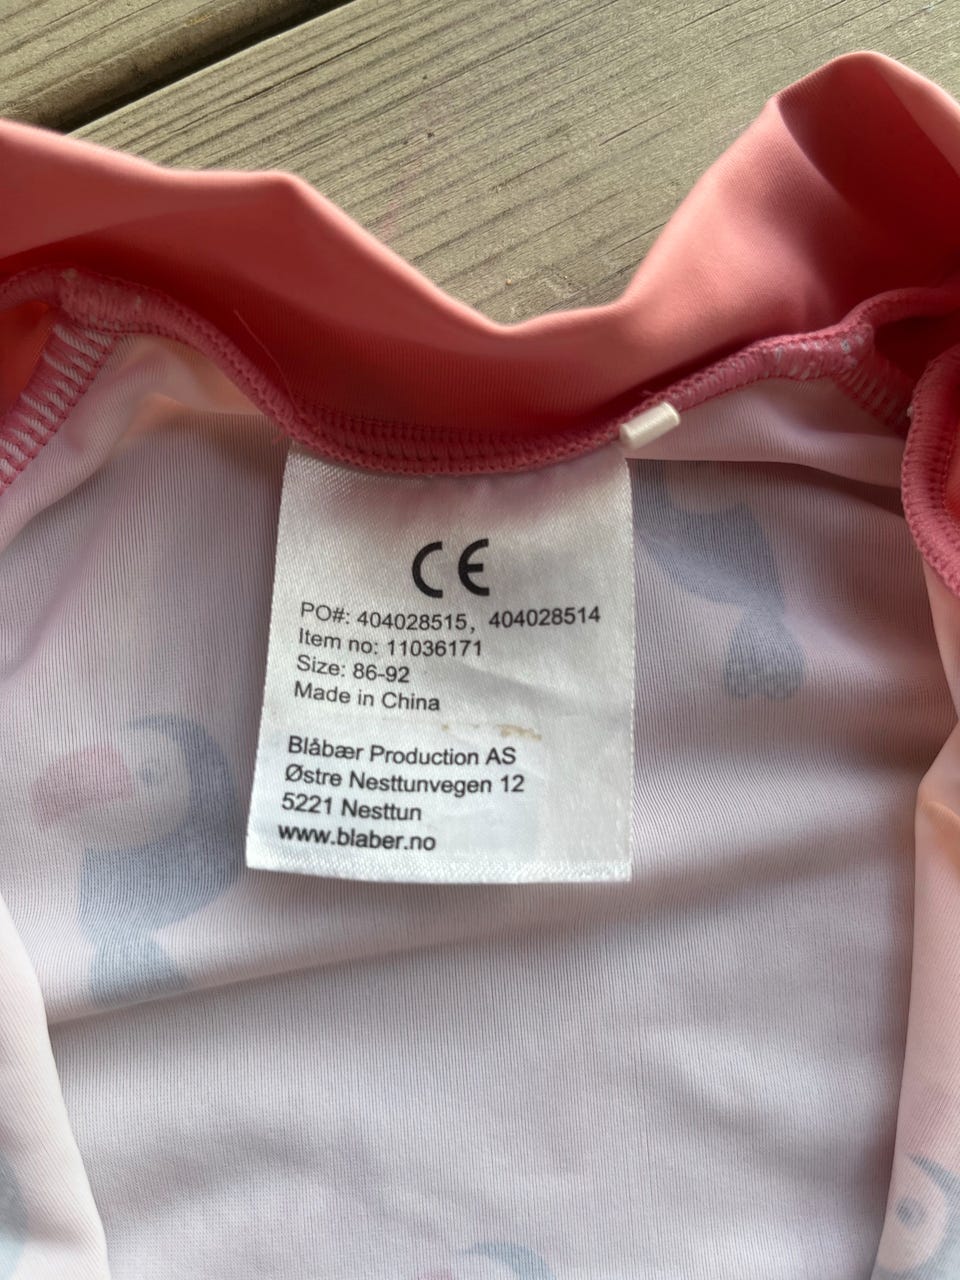 CE
PO#: 404028515, 404028514
Item no: 11036171
Size: 86-92
Made in China
Blåbær Production AS
Østre Nesttunvegen 12
5221 Nesttun
www.blaber.no